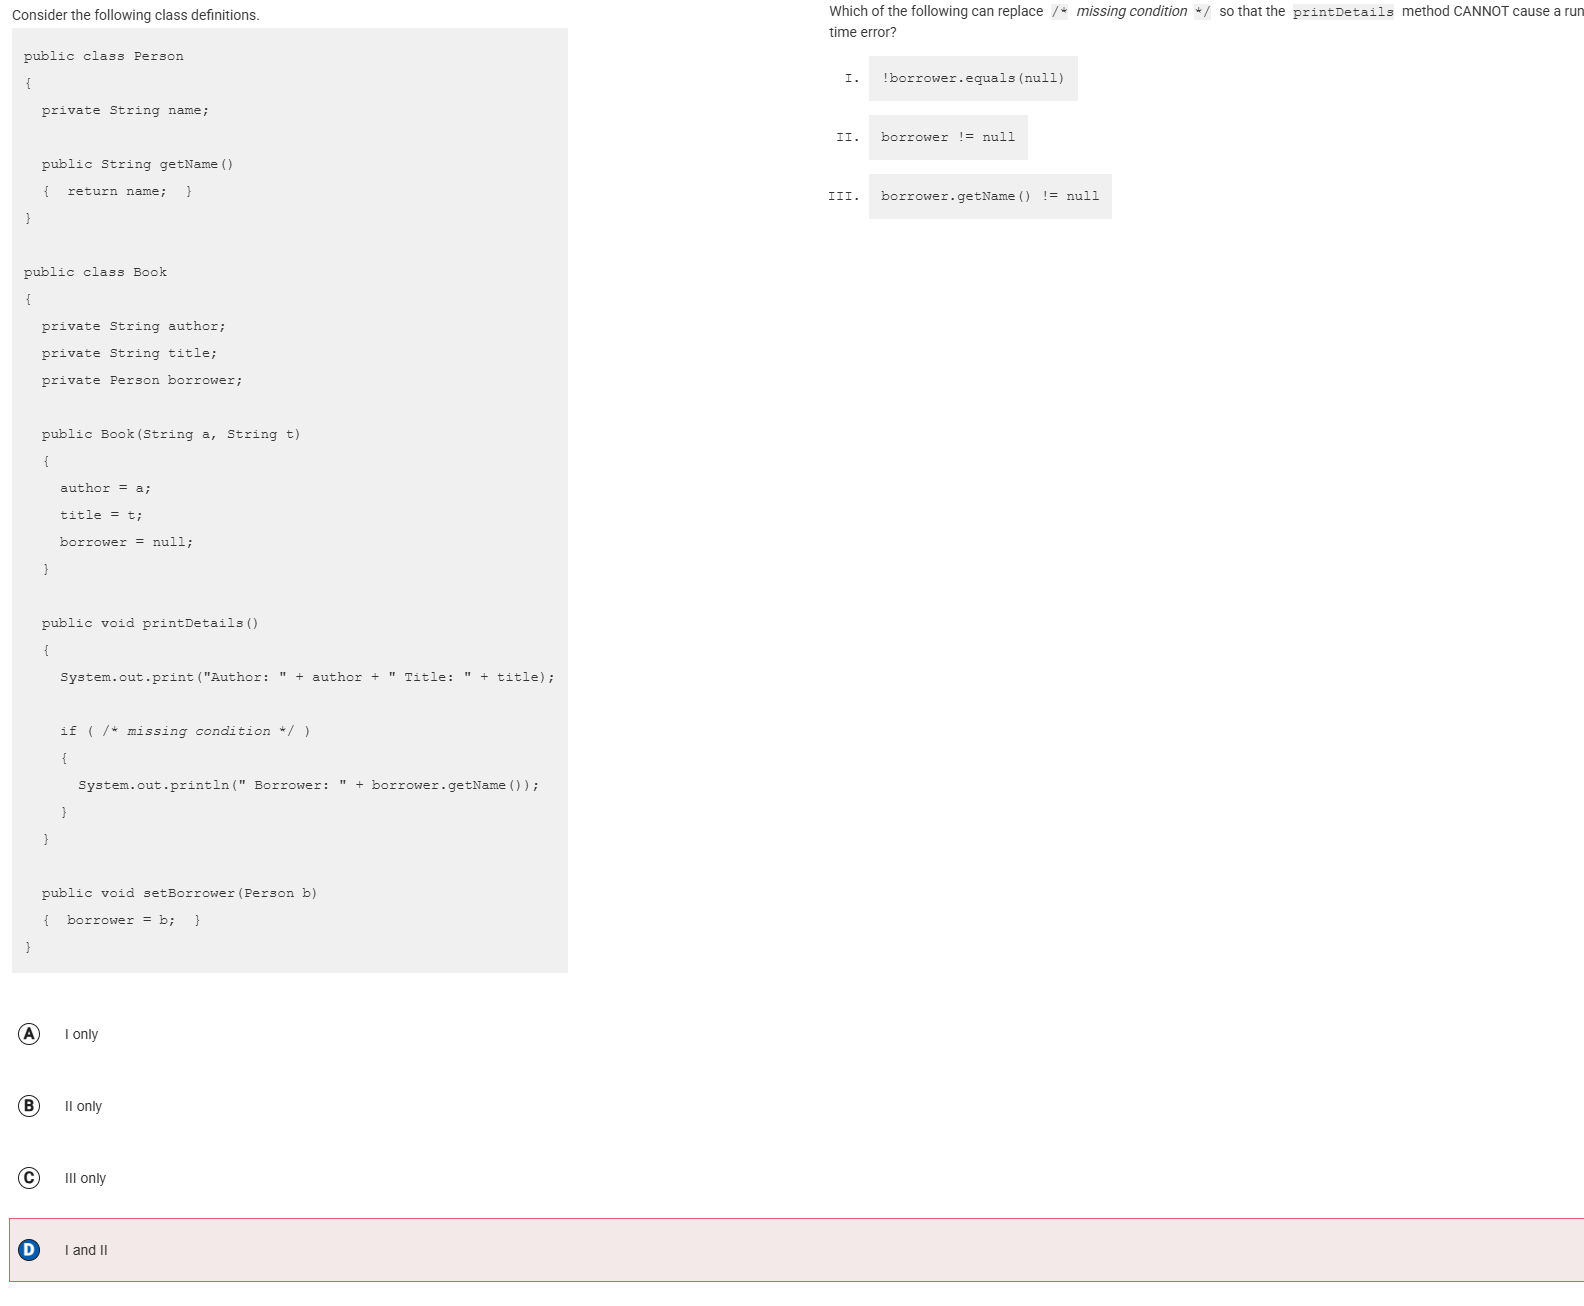 Consider the following class definitions.
public class Person
{
private String name;
public String getName()
{ return name; }
}
public class Book
{
private String author;
private String title;
private Person borrower;
public Book(String a, String t)
{
author = a;
title = t;
borrower = null;
}
public void printDetails()
{
System.out.print("Author: " + author + " Title: " + title);
if ( /* missing condition */ )
{
System.out.println(" Borrower: " + borrower.getName());
}
}
public void setBorrower(Person b)
{ borrower = b; }
}
Which of the following can replace /* missing condition */ so that the printDetails method CANNOT cause a run
time error?
I. !borrower.equals(null)
II. borrower != null
III. borrower.getName() != null
A I only
B II only
C III only
D I and II